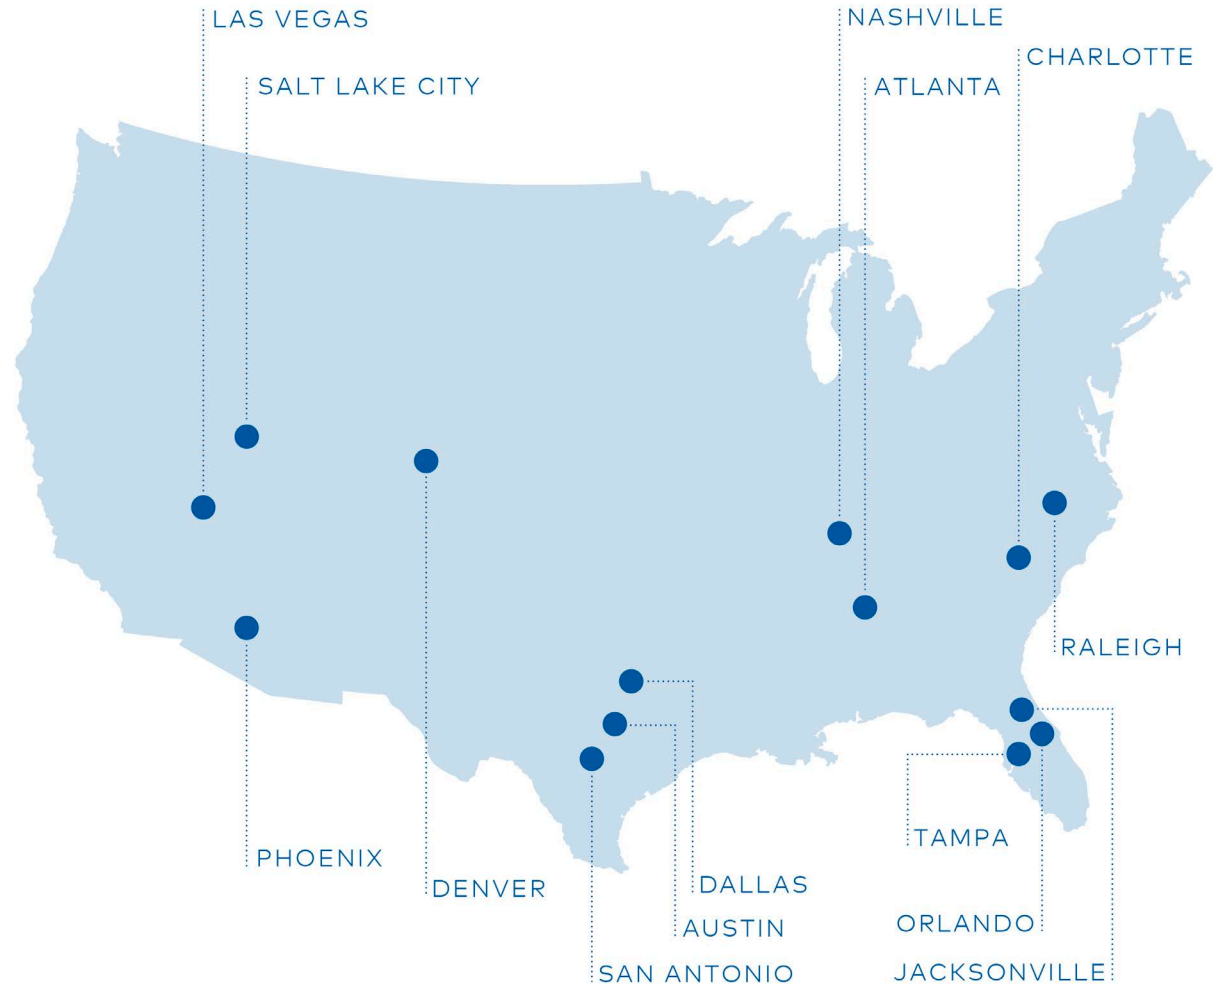 LAS VEGAS
NASHVILLE
CHARLOTTE
SALT LAKE CITY
ATLANTA
RALEIGH
TAMPA
PHOENIX
DENVER
DALLAS
AUSTIN
ORLANDO
SAN ANTONIO
JACKSONVILLE